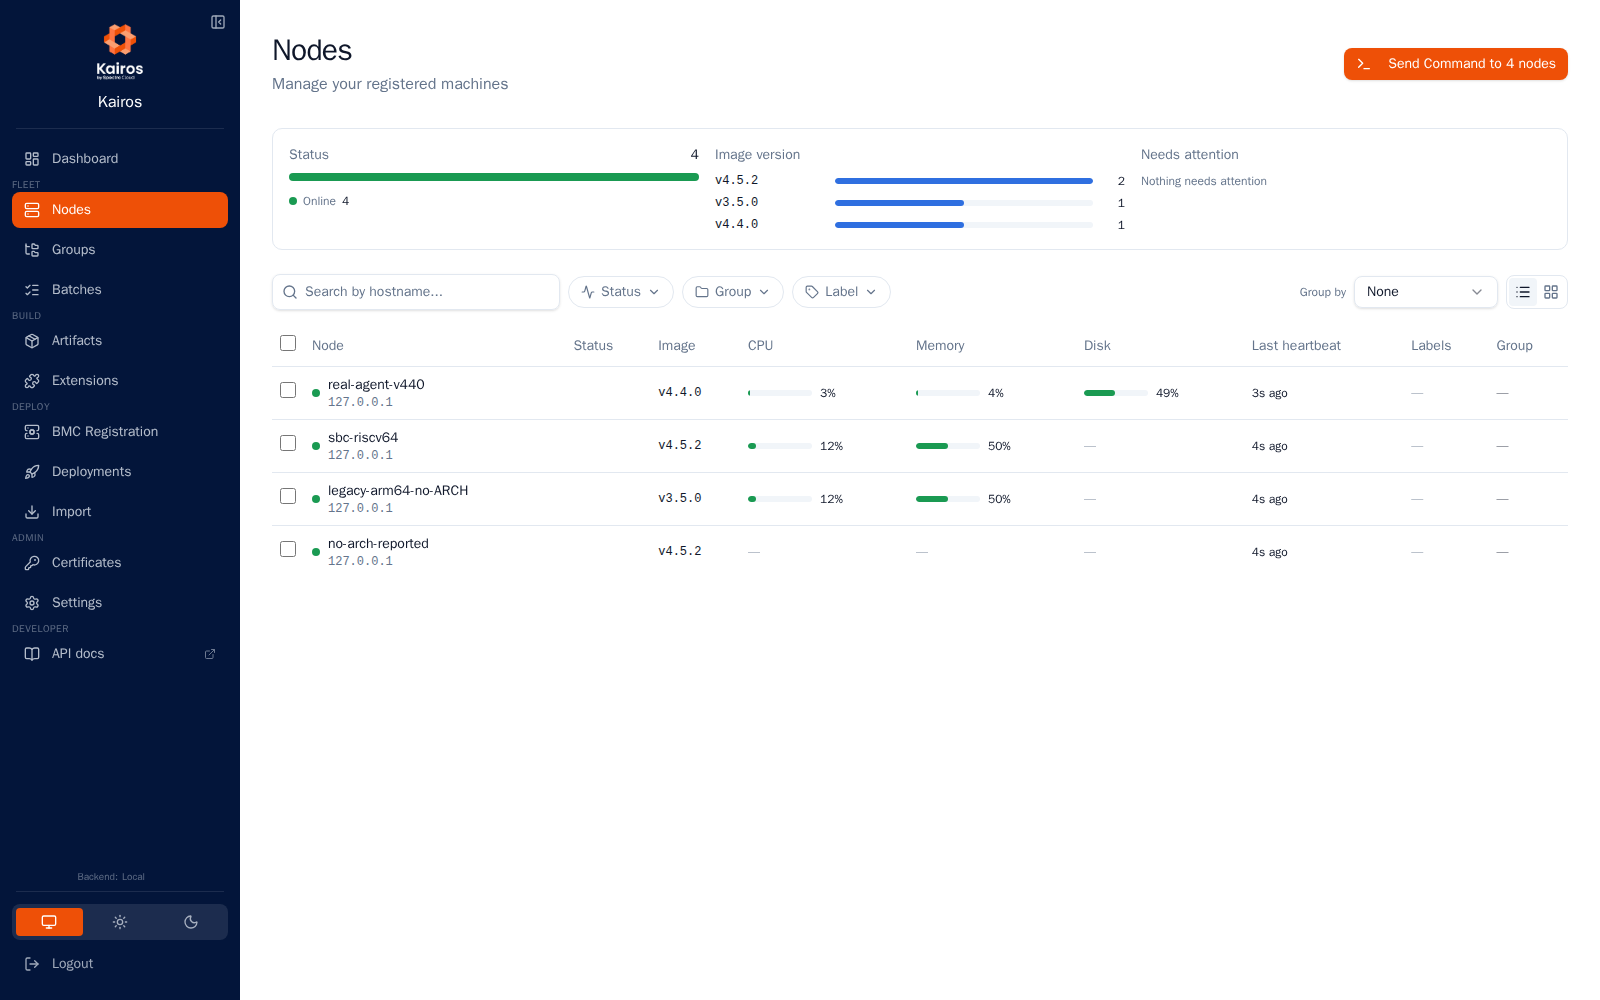 Kairos
by Spectro Cloud
Kairos
Dashboard
FLEET
Nodes
Groups
Batches
BUILD
Artifacts
Extensions
DEPLOY
BMC Registration
Deployments
Import
ADMIN
Certificates
Settings
DEVELOPER
API docs
Backend: Local
Logout
Nodes
Manage your registered machines
Send Command to 4 nodes
Status 4
Online 4
Image version
v4.5.2 2
v3.5.0 1
v4.4.0 1
Needs attention
Nothing needs attention
Search by hostname...
Status
Group
Label
Group by
None
Node Status Image CPU Memory Disk Last heartbeat Labels Group
real-agent-v440
127.0.0.1
v4.4.0 3% 4% 49% 3s ago — —
sbc-riscv64
127.0.0.1
v4.5.2 12% 50% — 4s ago — —
legacy-arm64-no-ARCH
127.0.0.1
v3.5.0 12% 50% — 4s ago — —
no-arch-reported
127.0.0.1
v4.5.2 — — — 4s ago — —